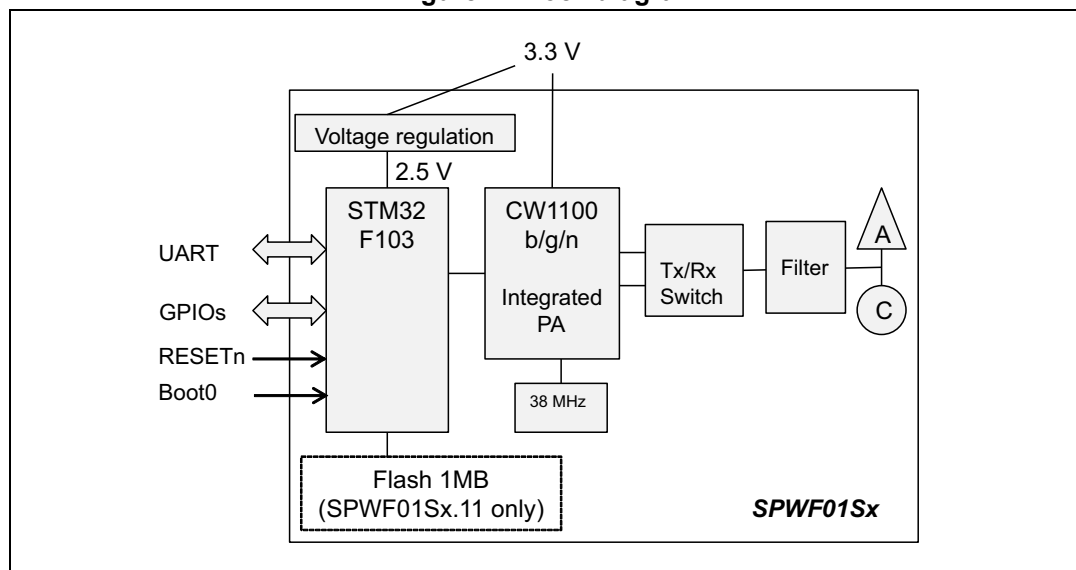 3.3 V
Voltage regulation
2.5 V
STM32
F103
CW1100
b/g/n
Integrated
PA
UART
GPIOs
RESETn
Boot0
Tx/Rx
Switch
Filter
A
C
38 MHz
Flash 1MB
(SPWF01Sx.11 only)
SPWF01Sx